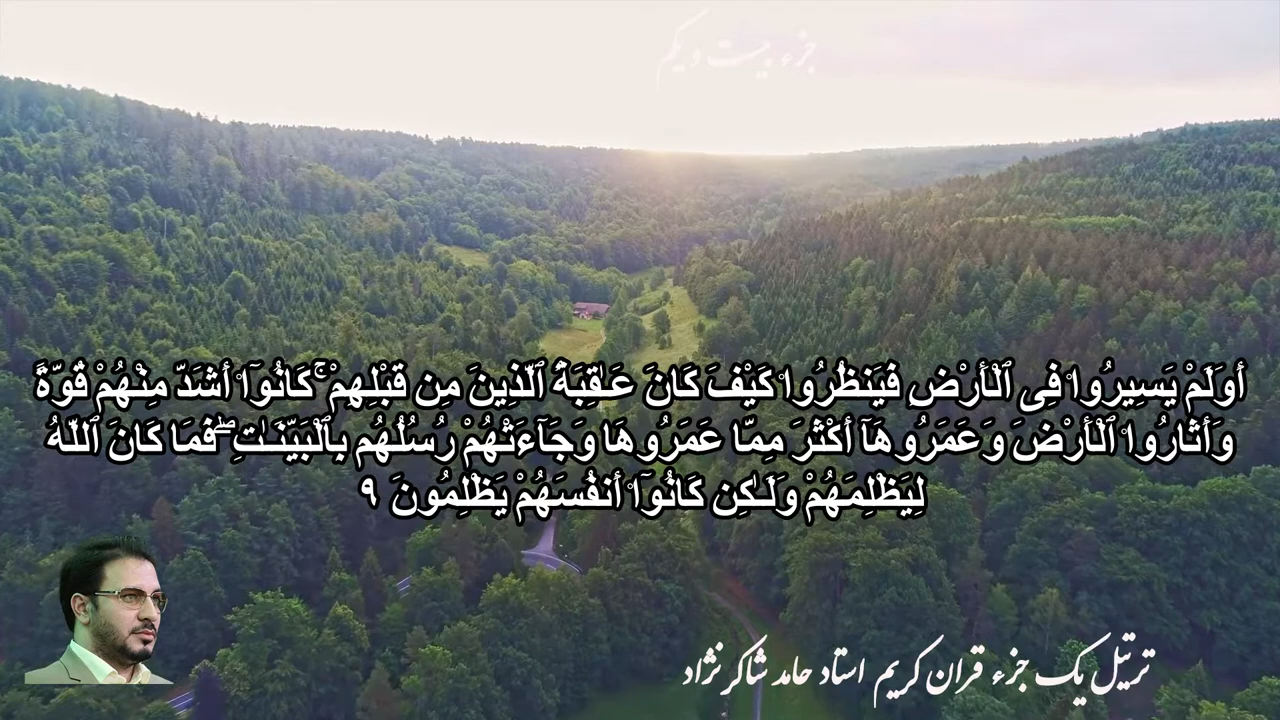 جزء بیست و یکم
أَوَلَمْ يَسِيرُوا۟ فِى ٱلْأَرْضِ فَيَنظُرُوا۟ كَيْفَ كَانَ عَـٰقِبَةُ ٱلَّذِينَ مِن قَبْلِهِمْ ۚ كَانُوٓا۟ أَشَدَّ مِنْهُمْ قُوَّةً
وَأَثَارُوا۟ ٱلْأَرْضَ وَعَمَرُوهَآ أَكْثَرَ مِمَّا عَمَرُوهَا وَجَآءَتْهُمْ رُسُلُهُم بِٱلْبَيِّنَـٰتِ ۖ فَمَا كَانَ ٱللَّهُ
لِيَظْلِمَهُمْ وَلَـٰكِن كَانُوٓا۟ أَنفُسَهُمْ يَظْلِمُونَ ٩
ترتیل یک جزء قران کریم استاد حامد شاکرنژاد